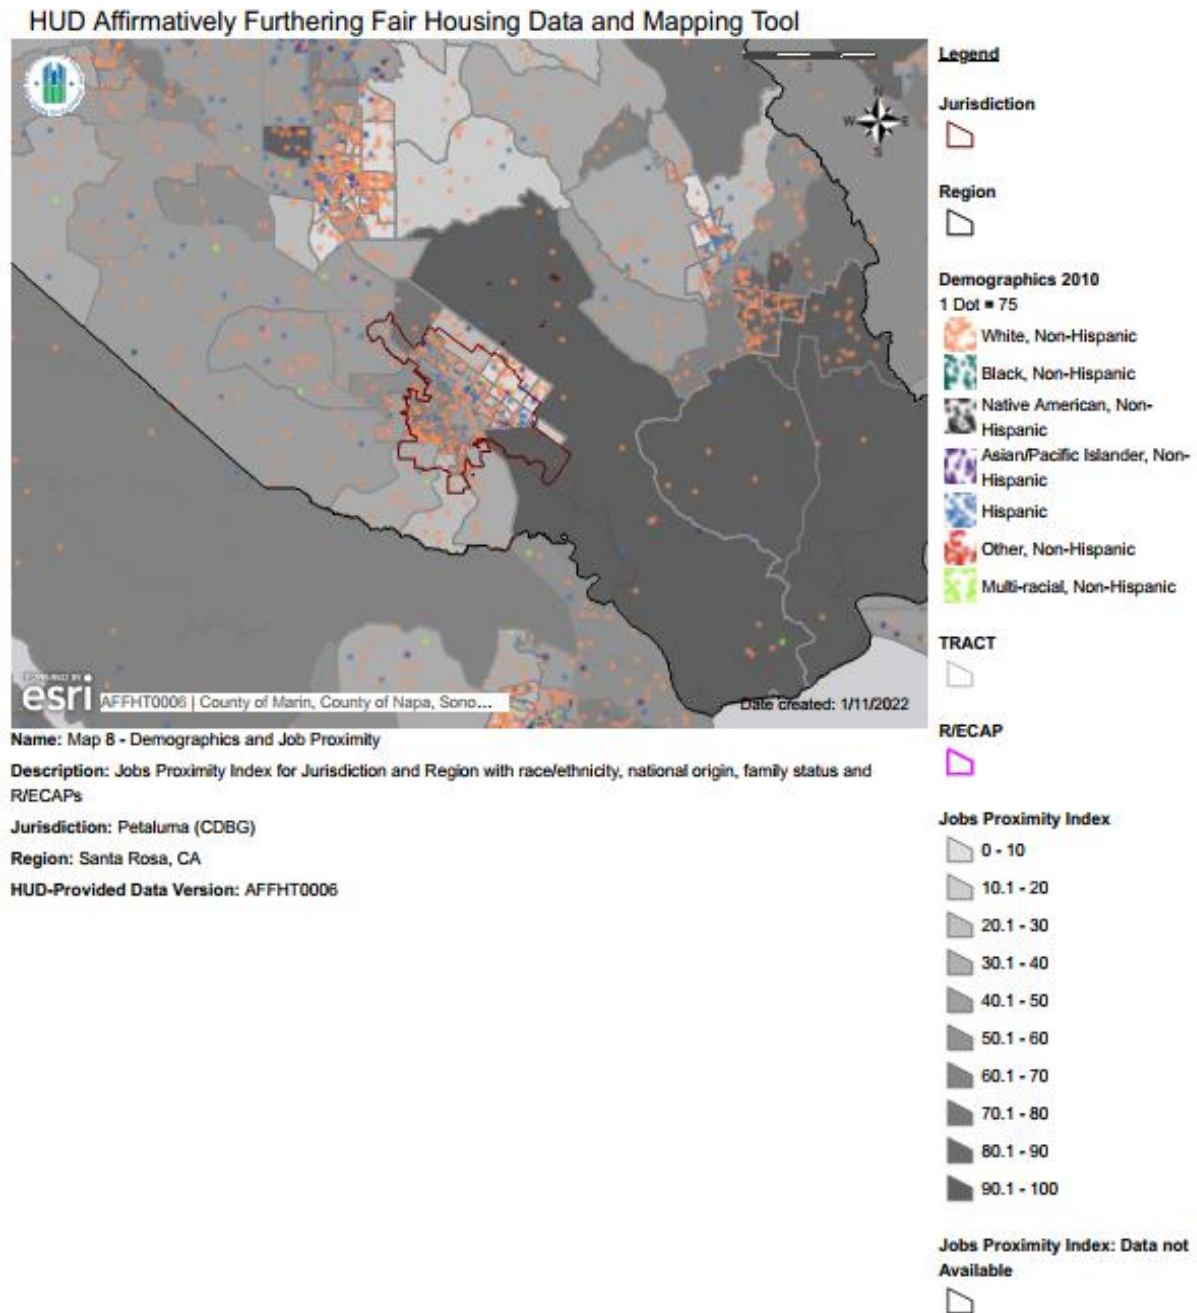 HUD Affirmatively Furthering Fair Housing Data and Mapping Tool
N
W
E
S
POWERED BY
esri
AFFHT0006 | County of Marin, County of Napa, Sono...
Date created: 1/11/2022
Name: Map 8 - Demographics and Job Proximity
Description: Jobs Proximity Index for Jurisdiction and Region with race/ethnicity, national origin, family status and
R/ECAPs
Jurisdiction: Petaluma (CDBG)
Region: Santa Rosa, CA
HUD-Provided Data Version: AFFHT0006
Legend
Jurisdiction
Region
Demographics 2010
1 Dot = 75
White, Non-Hispanic
Black, Non-Hispanic
Native American, Non-
Hispanic
Asian/Pacific Islander, Non-
Hispanic
Hispanic
Other, Non-Hispanic
Multi-racial, Non-Hispanic
TRACT
R/ECAP
Jobs Proximity Index
0 - 10
10.1 - 20
20.1 - 30
30.1 - 40
40.1 - 50
50.1 - 60
60.1 - 70
70.1 - 80
80.1 - 90
90.1 - 100
Jobs Proximity Index: Data not
Available